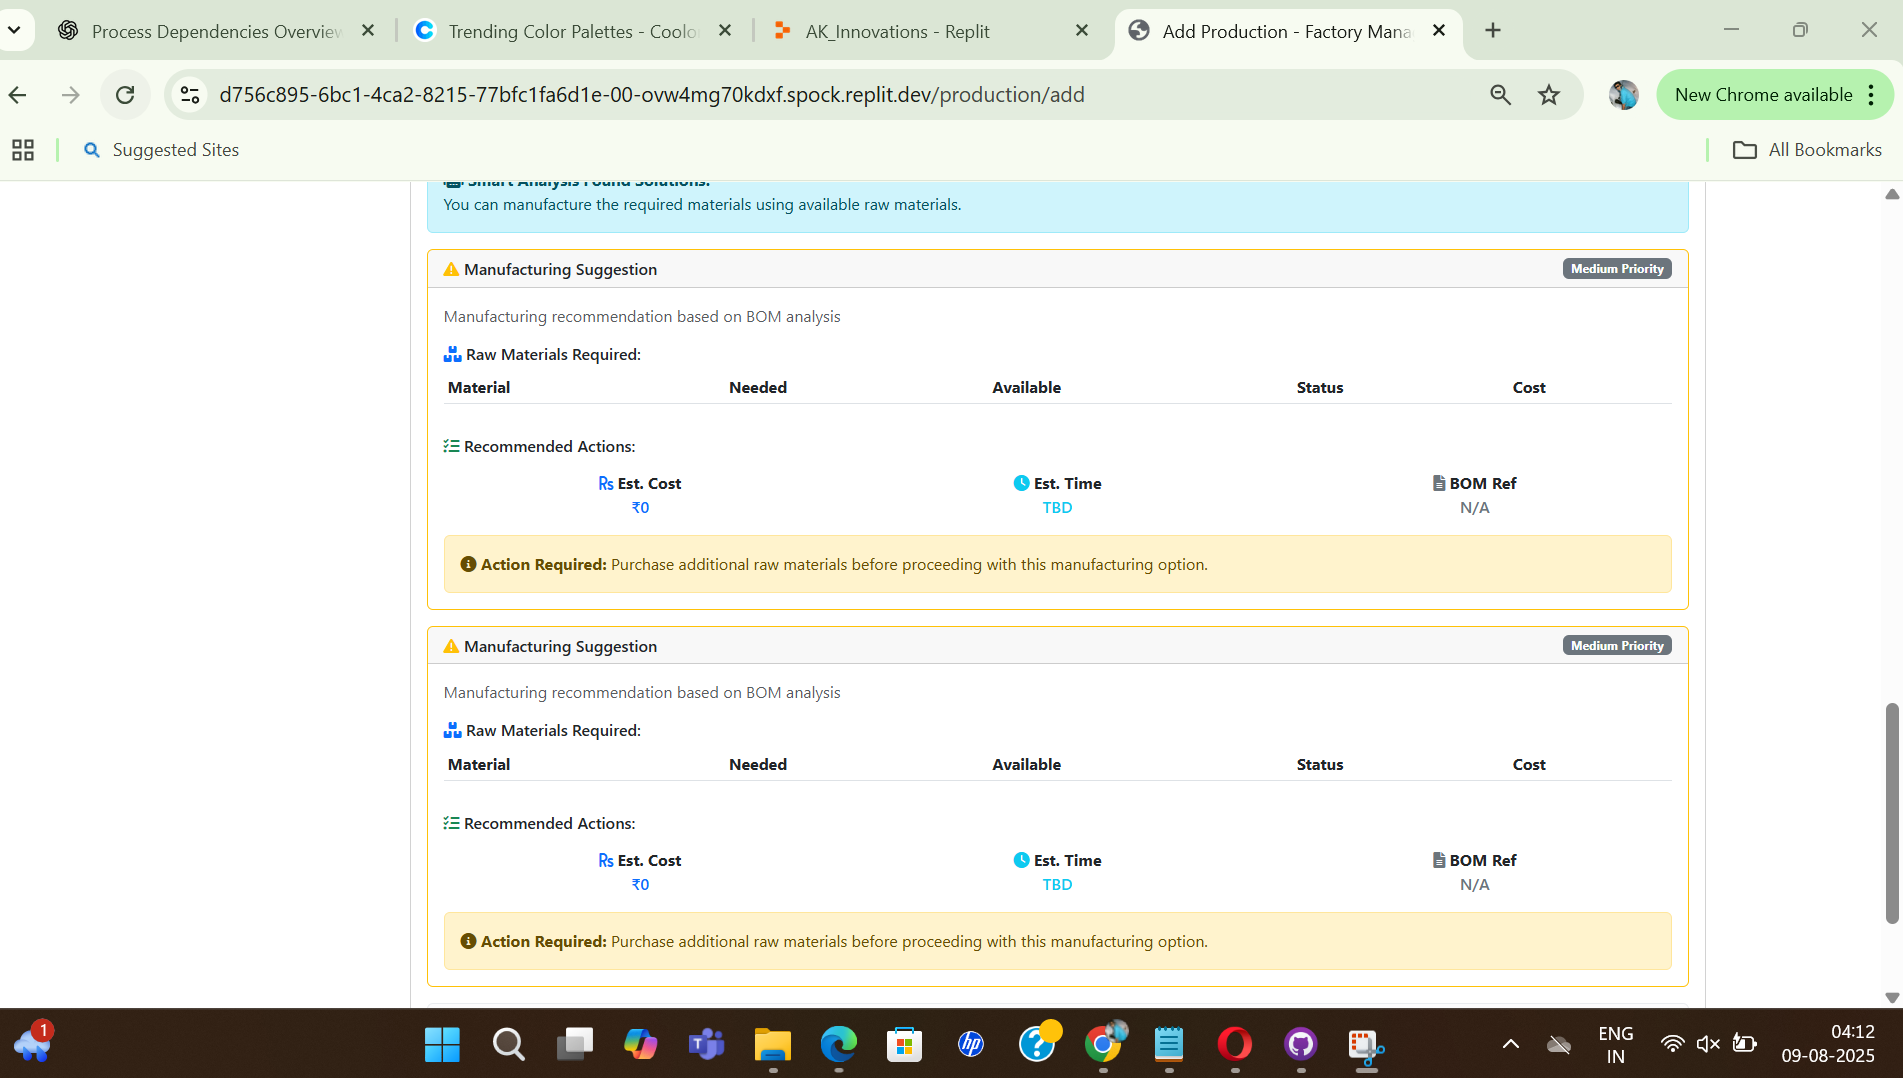 Process Dependencies Overview
Trending Color Palettes - Coolo
AK_Innovations - Replit
Add Production - Factory Mana
d756c895-6bc1-4ca2-8215-77bfc1fa6d1e-00-ovw4mg70kdxf.spock.replit.dev/production/add
New Chrome available
Suggested Sites
All Bookmarks
Smart Analysis Found Solutions:
You can manufacture the required materials using available raw materials.
Manufacturing Suggestion
Medium Priority
Manufacturing recommendation based on BOM analysis
Raw Materials Required:
Material Needed Available Status Cost
Recommended Actions:
Rs Est. Cost Est. Time BOM Ref
₹0 TBD N/A
Action Required: Purchase additional raw materials before proceeding with this manufacturing option.
Manufacturing Suggestion
Medium Priority
Manufacturing recommendation based on BOM analysis
Raw Materials Required:
Material Needed Available Status Cost
Recommended Actions:
Rs Est. Cost Est. Time BOM Ref
₹0 TBD N/A
Action Required: Purchase additional raw materials before proceeding with this manufacturing option.
1
hp
ENG
IN
04:12
09-08-2025